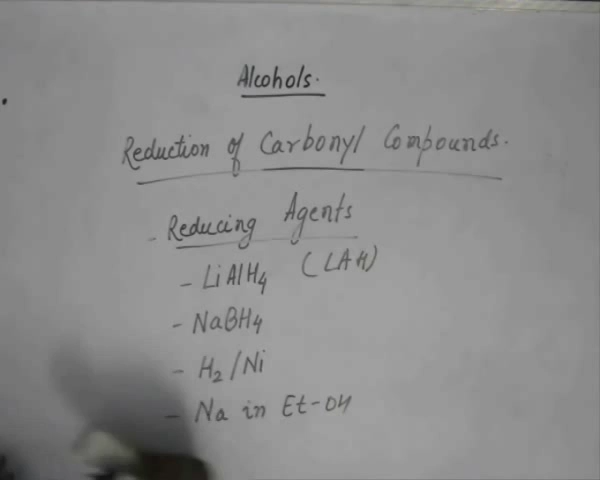 Alcohols.
Reduction of Carbonyl Compounds.
- Reducing Agents
- LiAlH4 (LAH)
- NaBH4
- H2/Ni
- Na in Et-OH